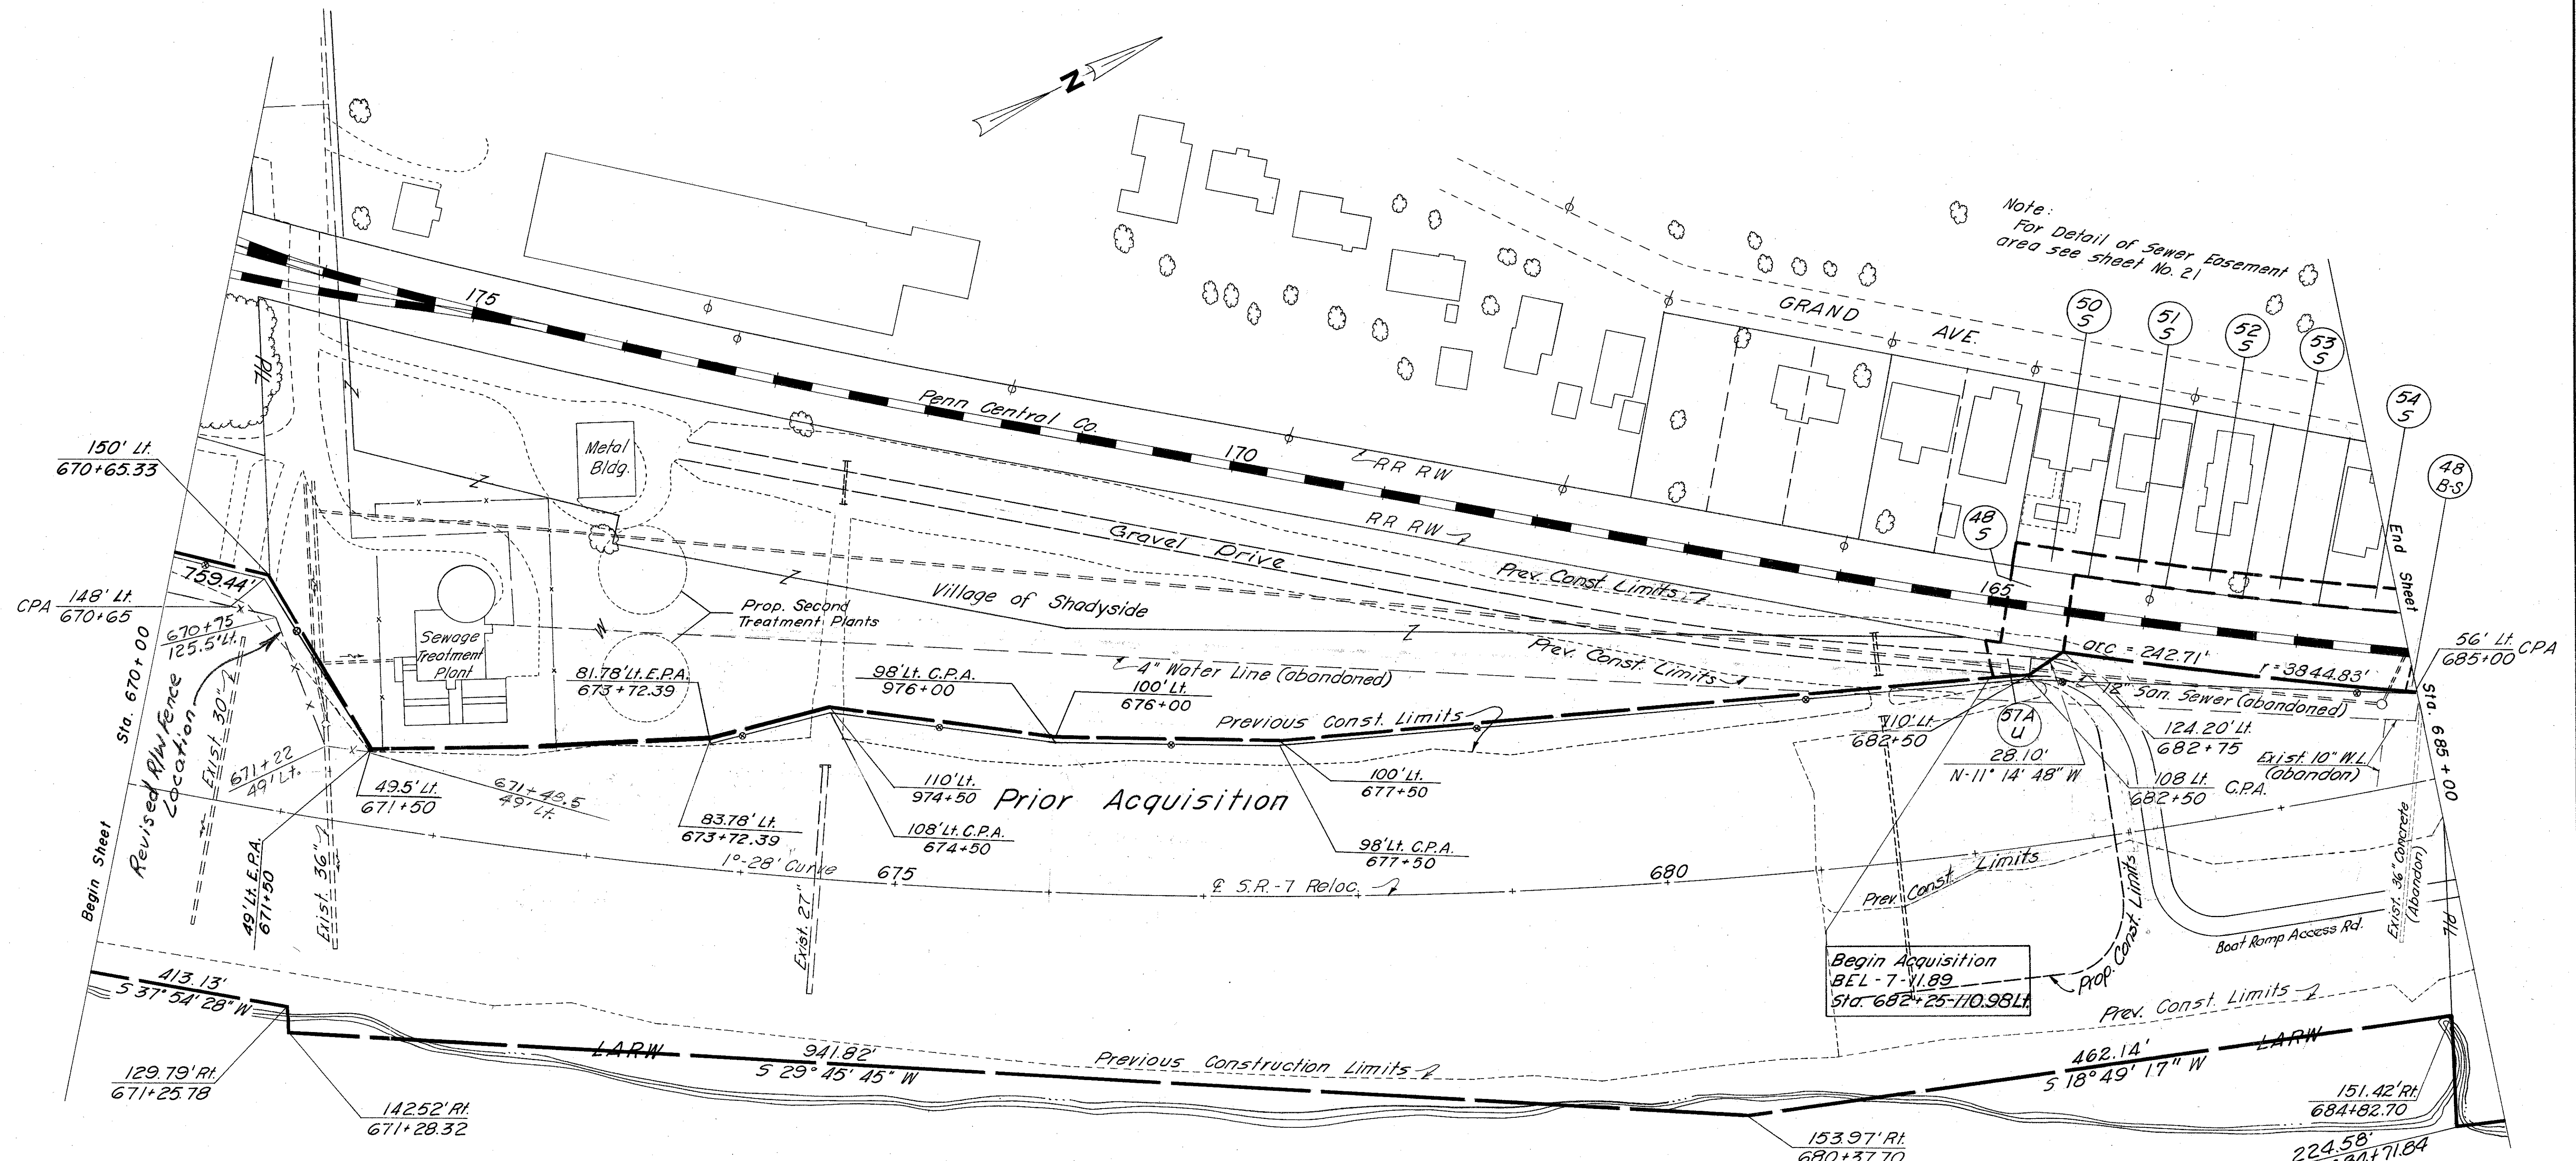 N
Note:
For Detail of Sewer Easement
area see sheet No. 21
GRAND AVE.
50
S
51
S
52
S
53
S
54
S
48
B-S
48
S
175
Penn Central Co.
170
RR RW
RR RW
165
P/L
Metal
Bldg.
150' Lt.
670+65.33
759.44'
CPA 148' Lt.
670+65
670+75
125.5' Lt.
Sta. 670+00
Begin Sheet
Revised R/W Fence
Location
Exist. 30"
671+22
49' Lt.
49' Lt. E.P.A.
671+50
Exist. 36"
49.5' Lt.
671+50
671+48.5
49' Lt.
W
Sewage
Treatment
Plant
Prop. Second
Treatment Plants
Gravel Drive
Village of Shadyside
Prev. Const. Limits
Prev. Const. Limits
4" Water Line (abandoned)
81.78' Lt. E.P.A.
673+72.39
98' Lt. C.P.A.
976+00
100' Lt.
676+00
Previous Const. Limits
83.78' Lt.
673+72.39
110' Lt.
974+50
108' Lt. C.P.A.
674+50
Prior Acquisition
100' Lt.
677+50
98' Lt. C.P.A.
677+50
1°-28' Curve
675
℄ S.R.-7 Reloc.
680
Exist. 27"
arc = 242.71'
r = 3844.83'
End Sheet
Sta. 685+00
56' Lt. CPA
685+00
12" San. Sewer (abandoned)
110' Lt.
682+50
57A
U
28.10'
N-11° 14' 48" W
124.20' Lt.
682+75
108 Lt. C.P.A.
682+50
Exist. 10" W.L.
(abandon)
Exist. 36" Concrete
(Abandon)
P/L
Prev. Const. Limits
Prop. Const. Limits
Boat Ramp Access Rd.
Begin Acquisition
BEL-7-11.89
Sta. 682+25-110.98 Lt.
Prev. Const. Limits
413.13'
S 37° 54' 28" W
129.79' Rt.
671+25.78
142.52' Rt.
671+28.32
LARW
941.82'
S 29° 45' 45" W
Previous Construction Limits
462.14'
S 18° 49' 17" W
LARW
153.97' Rt.
680+37.70
151.42' Rt.
684+82.70
224.58'